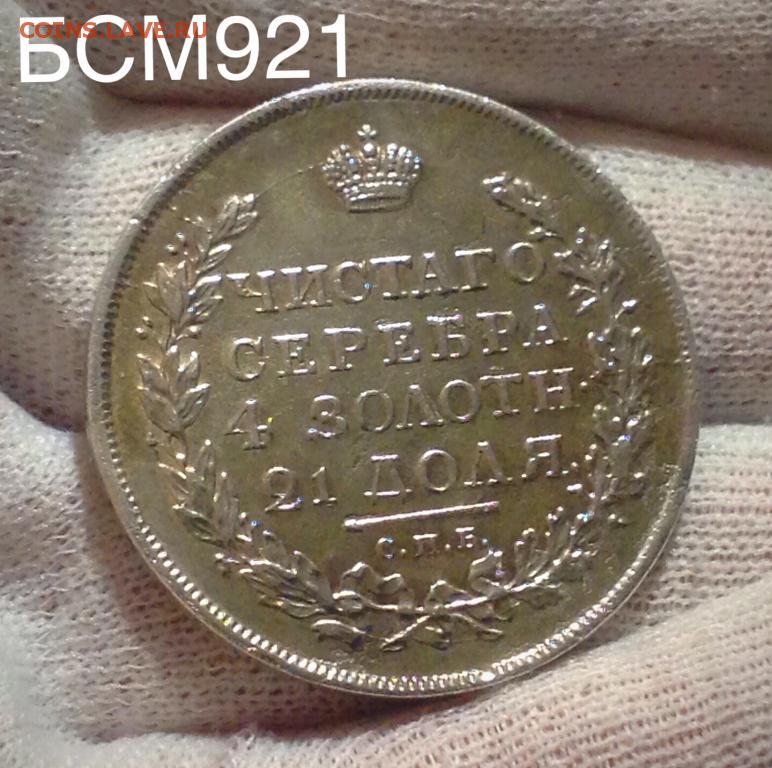 COINS.LAVE.RU
БСМ921
ЧИСТАГО
СЕРЕБРА
4 ЗОЛОТН.
21 ДОЛЯ.
С.П.Б.